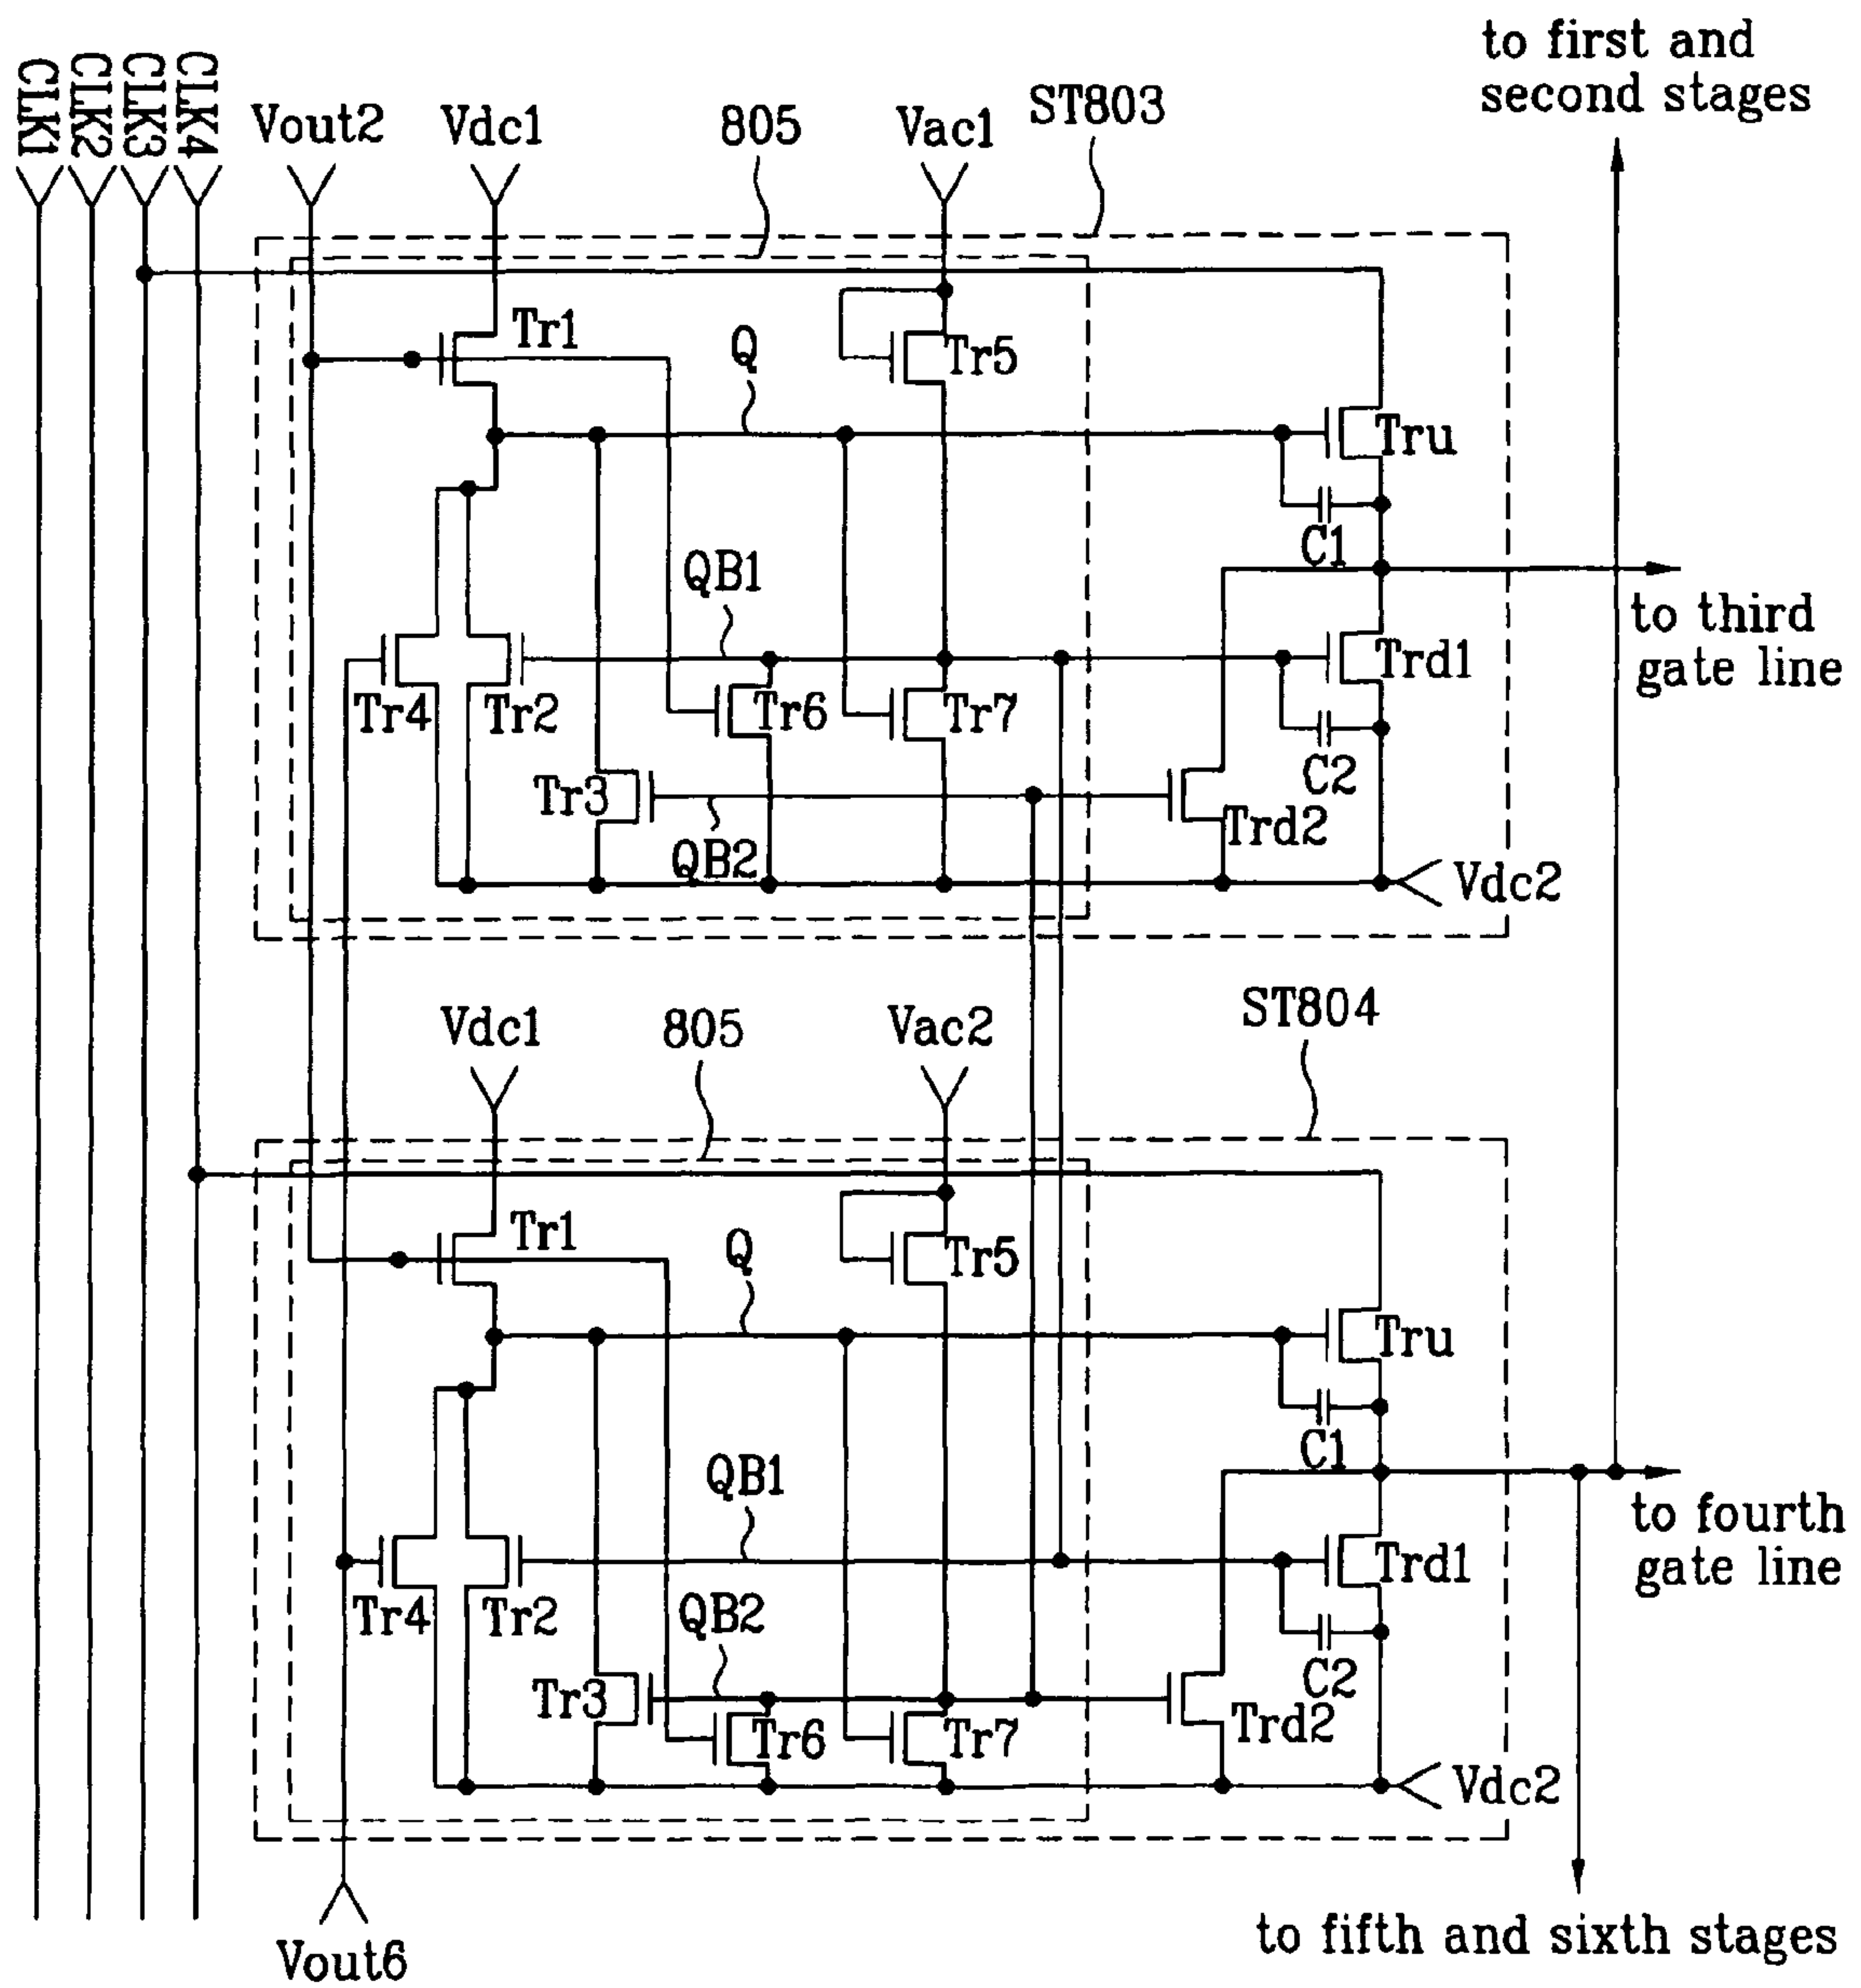 to first and
second stages
CLK1
CLK2
CLK3
CLK4
Vout2
Vdc1
805
Vac1
ST803
Tr1
Q
Tr5
Tru
C1
QB1
to third
gate line
Trd1
Tr4
Tr2
Tr6
Tr7
C2
Tr3
Trd2
QB2
Vdc2
Vdc1
805
Vac2
ST804
Tr1
Q
Tr5
Tru
C1
QB1
to fourth
gate line
Trd1
Tr4
Tr2
QB2
C2
Tr3
Tr6
Tr7
Trd2
Vdc2
to fifth and sixth stages
Vout6